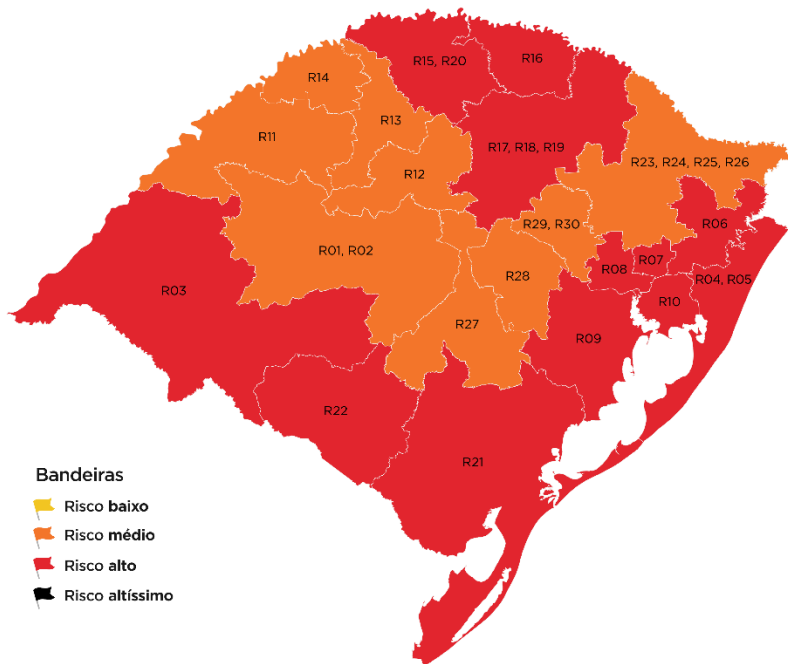 R15, R20
R16
R14
R13
R11
R17, R18, R19
R23, R24, R25, R26
R12
R29, R30
R06
R01, R02
R07
R08
R28
R04, R05
R03
R10
R27
R09
R22
R21
Bandeiras
Risco baixo
Risco médio
Risco alto
Risco altíssimo